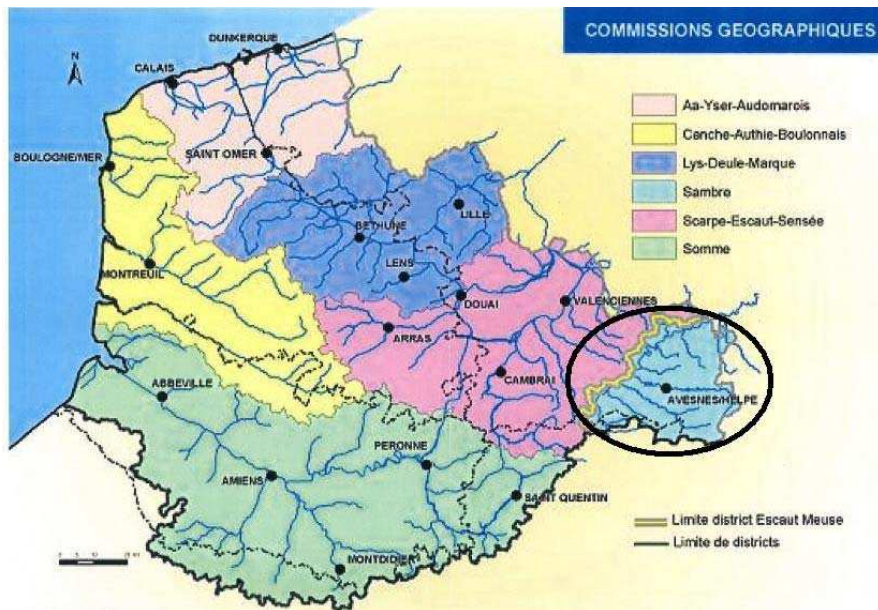 COMMISSIONS GEOGRAPHIQUES
N
DUNKERQUE
CALAIS
Aa-Yser-Audomarois
Canche-Authie-Boulonnais
SAINT OMER
BOULOGNE/MER
Lys-Deule-Marque
Sambre
LILLE
BETHUNE
Scarpe-Escaut-Sensée
Somme
MONTREUIL
LENS
DOUAI
VALENCIENNES
ARRAS
CAMBRAI
ABBEVILLE
AVESNES/HELPE
PERONNE
AMIENS
SAINT QUENTIN
Limite district Escaut Meuse
Limite de districts
MONTDIDIER